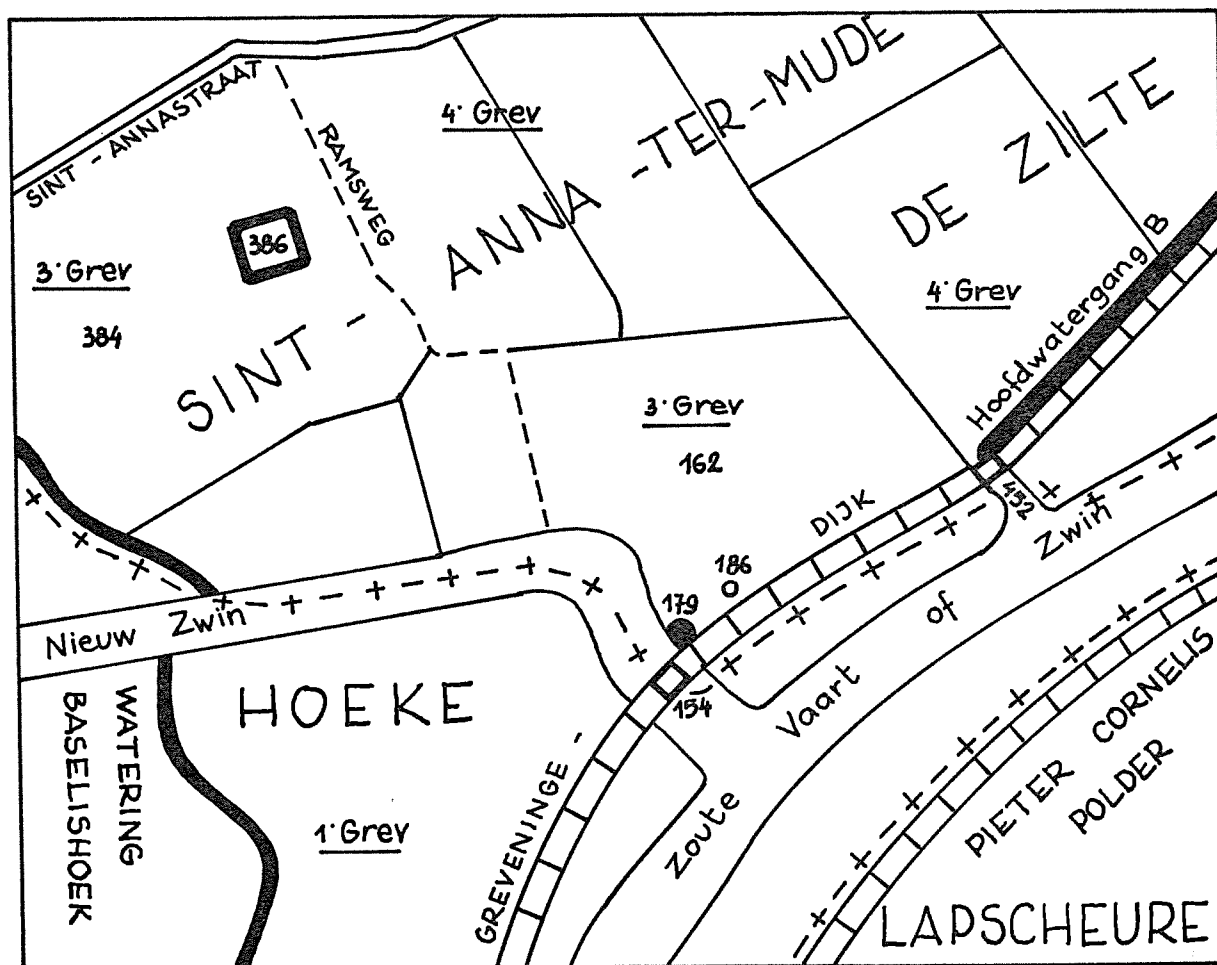 SINT - ANNASTRAAT
RAMSWEG
4· Grev
SINT - ANNA -TER-MUDE
DE ZILTE
386
3· Grev
384
4· Grev
Hoofdwatergang B
3· Grev
162
DIJK
452
186
179
154
Nieuw Zwin
Zoute Vaart of Zwin
HOEKE
WATERING
BASELISHOEK
1· Grev
GREVENINGE -
PIETER CORNELIS
POLDER
LAPSCHEURE